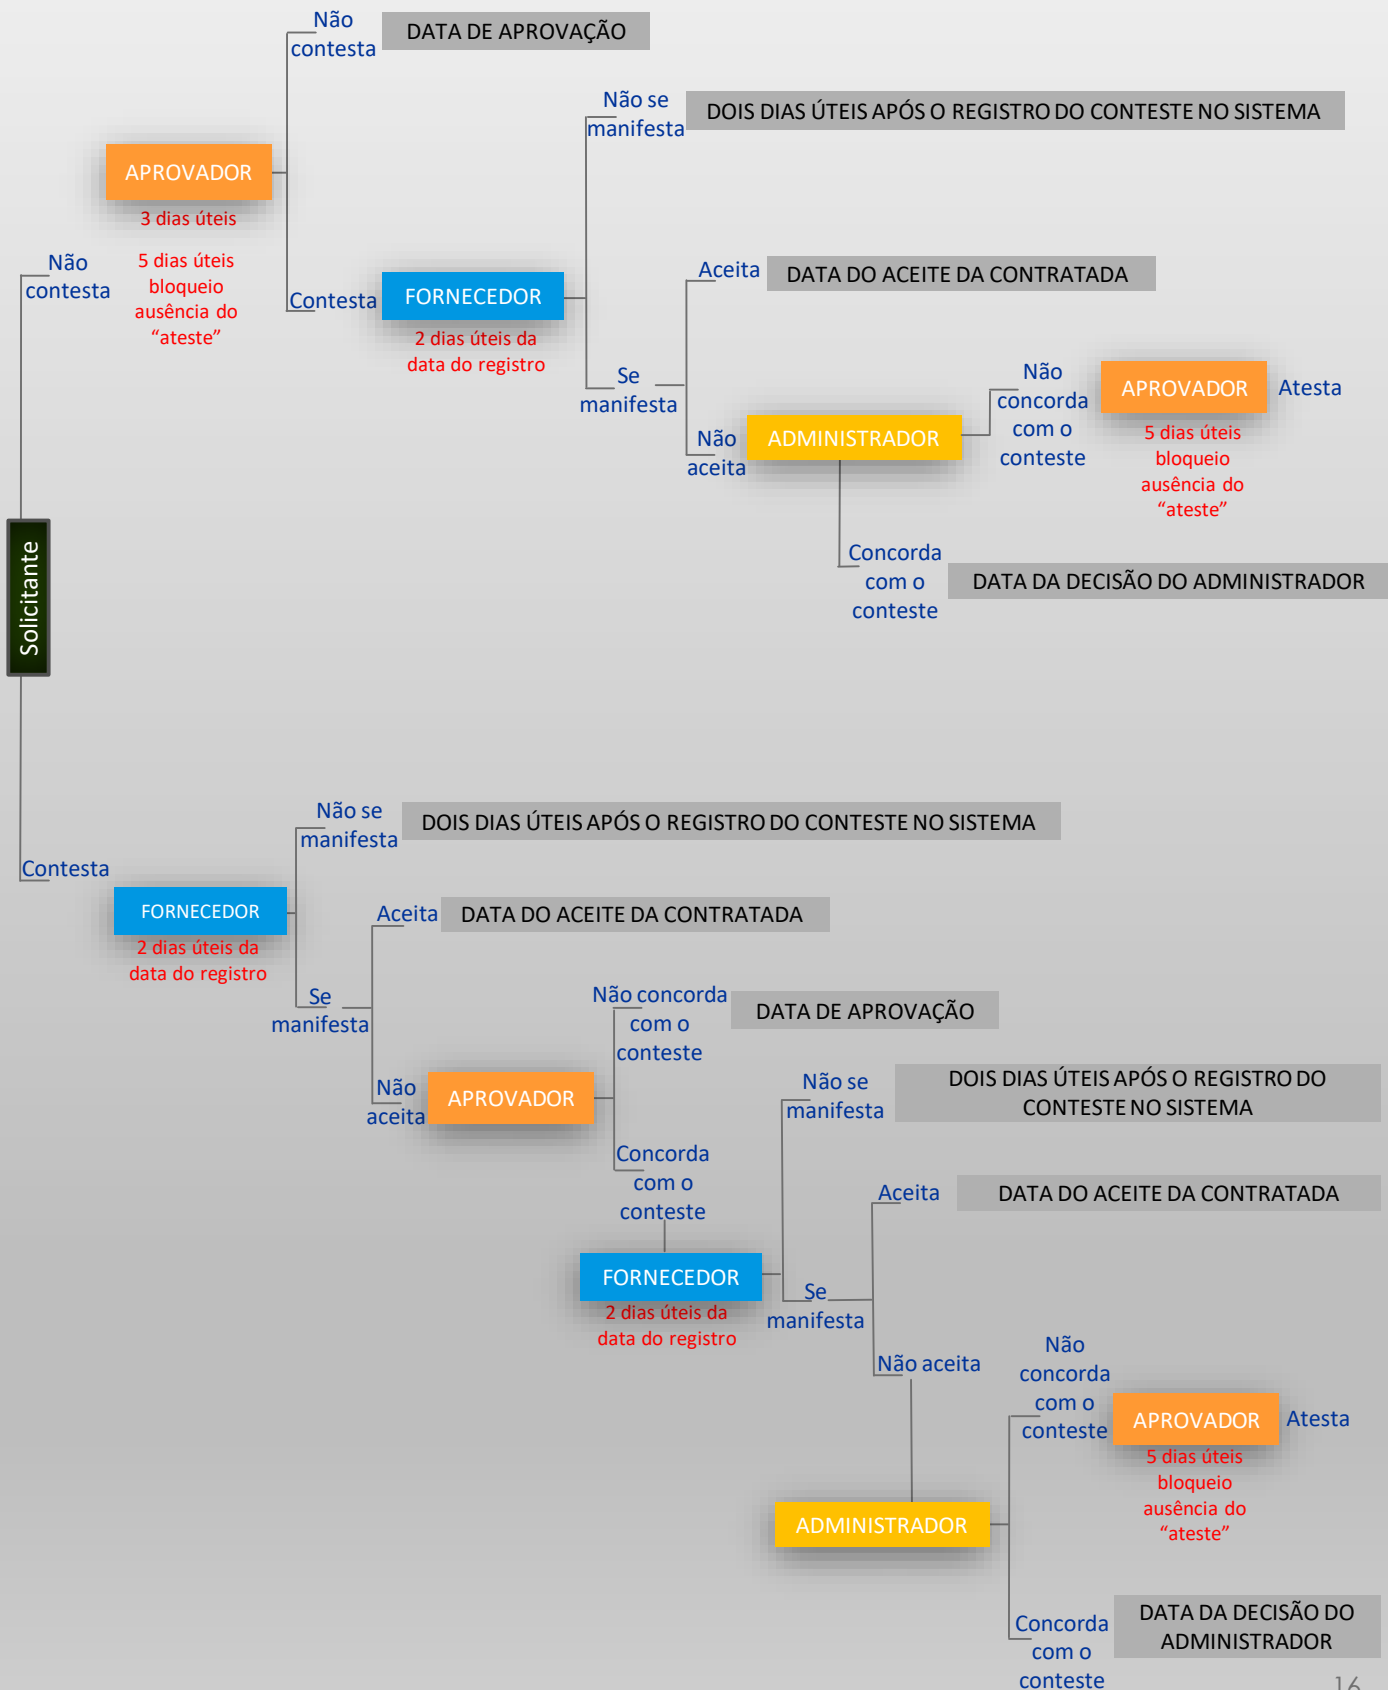 Não
contesta
DATA DE APROVAÇÃO
Não se
manifesta
DOIS DIAS ÚTEIS APÓS O REGISTRO DO CONTESTE NO SISTEMA
APROVADOR
3 dias úteis
5 dias úteis
bloqueio
ausência do
“ateste”
Não
contesta
Contesta
FORNECEDOR
2 dias úteis da
data do registro
Aceita
DATA DO ACEITE DA CONTRATADA
Se
manifesta
Não
aceita
ADMINISTRADOR
Não
concorda
com o
conteste
APROVADOR
Atesta
5 dias úteis
bloqueio
ausência do
“ateste”
Concorda
com o
conteste
DATA DA DECISÃO DO ADMINISTRADOR
Solicitante
Não se
manifesta
DOIS DIAS ÚTEIS APÓS O REGISTRO DO CONTESTE NO SISTEMA
Contesta
FORNECEDOR
2 dias úteis da
data do registro
Aceita
DATA DO ACEITE DA CONTRATADA
Se
manifesta
Não concorda
com o
conteste
DATA DE APROVAÇÃO
Não
aceita
APROVADOR
Não se
manifesta
DOIS DIAS ÚTEIS APÓS O REGISTRO DO
CONTESTE NO SISTEMA
Concorda
com o
conteste
Aceita
DATA DO ACEITE DA CONTRATADA
FORNECEDOR
2 dias úteis da
data do registro
Se
manifesta
Não aceita
Não
concorda
com o
conteste
APROVADOR
Atesta
5 dias úteis
bloqueio
ausência do
“ateste”
ADMINISTRADOR
Concorda
com o
conteste
DATA DA DECISÃO DO
ADMINISTRADOR
16